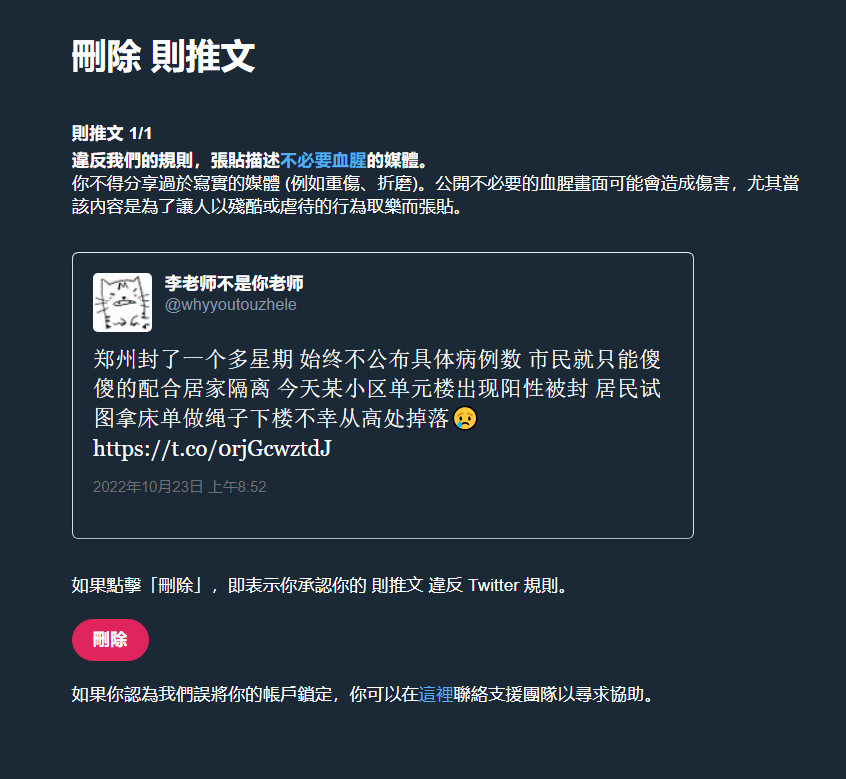 刪除 則推文
則推文 1/1
違反我們的規則，張貼描述不必要血腥的媒體。
你不得分享過於寫實的媒體 (例如重傷、折磨)。公開不必要的血腥畫面可能會造成傷害，尤其當
該內容是為了讓人以殘酷或虐待的行為取樂而張貼。
李老师不是你老师
@whyyoutouzhele
郑州封了一个多星期 始终不公布具体病例数 市民就只能傻
傻的配合居家隔离 今天某小区单元楼出现阳性被封 居民试
图拿床单做绳子下楼不幸从高处掉落😢
https://t.co/0rjGcwztdJ
2022年10月23日 上午8:52
如果點擊「刪除」，即表示你承認你的 則推文 違反 Twitter 規則。
刪除
如果你認為我們誤將你的帳戶鎖定，你可以在這裡聯絡支援團隊以尋求協助。